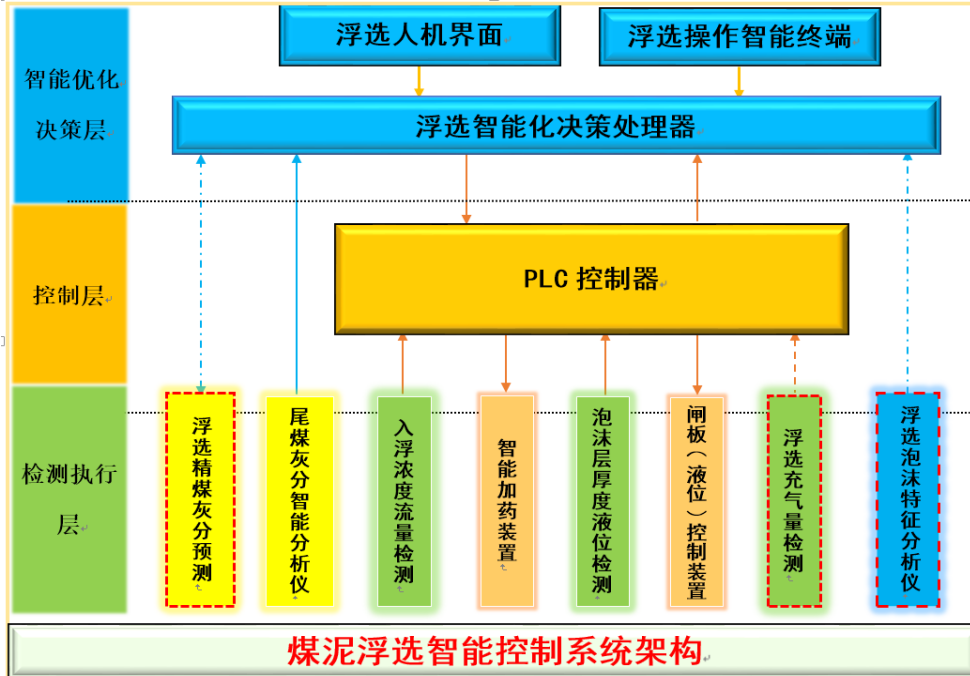 浮选人机界面
浮选操作智能终端
智能优化
决策层
浮选智能化决策处理器
控制层
PLC 控制器
检测执行
层
浮选精煤灰分预测
尾煤灰分智能分析仪
入浮浓度流量检测
智能加药装置
泡沫层厚度液位检测
闸板（液位）控制装置
浮选充气量检测
浮选泡沫特征分析仪
煤泥浮选智能控制系统架构